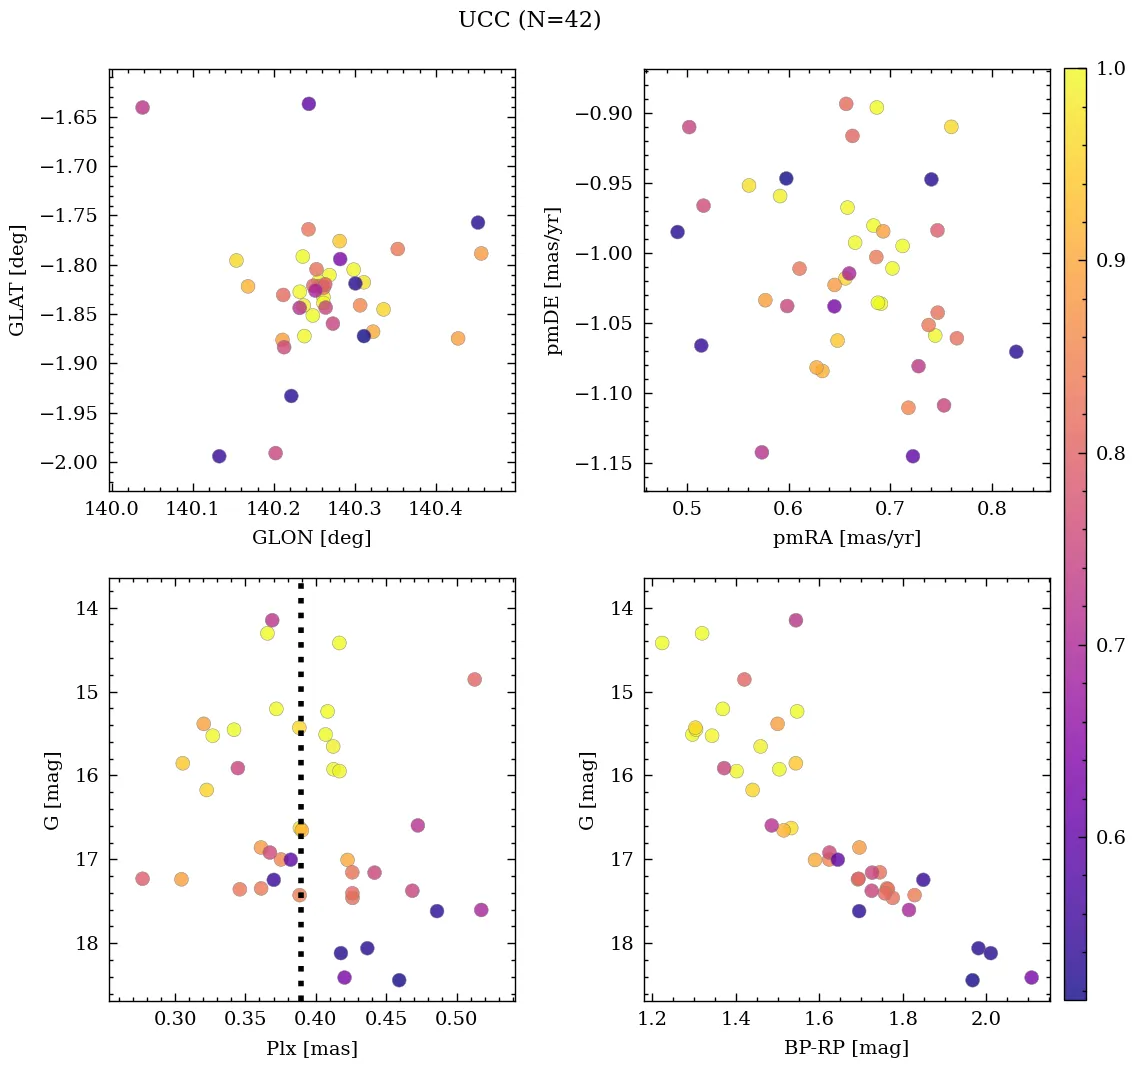 UCC (N=42)
−1.65
−1.70
−1.75
−1.80
−1.85
−1.90
−1.95
−2.00
GLAT [deg]
140.0 140.1 140.2 140.3 140.4
GLON [deg]
−0.90
−0.95
−1.00
−1.05
−1.10
−1.15
pmDE [mas/yr]
0.5 0.6 0.7 0.8
pmRA [mas/yr]
14
15
16
17
18
G [mag]
0.30 0.35 0.40 0.45 0.50
Plx [mas]
14
15
16
17
18
G [mag]
1.2 1.4 1.6 1.8 2.0
BP-RP [mag]
1.0
0.9
0.8
0.7
0.6